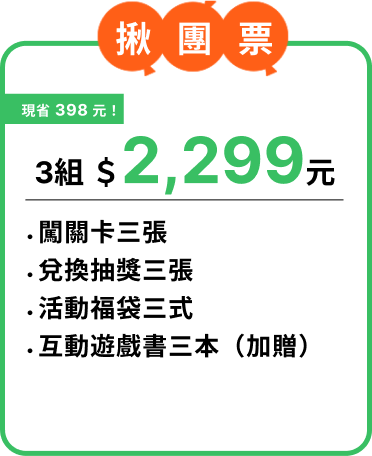 揪團票
現省 398 元！
3組 $2,299元
・闖關卡三張
・兌換抽獎三張
・活動福袋三式
・互動遊戲書三本（加贈）